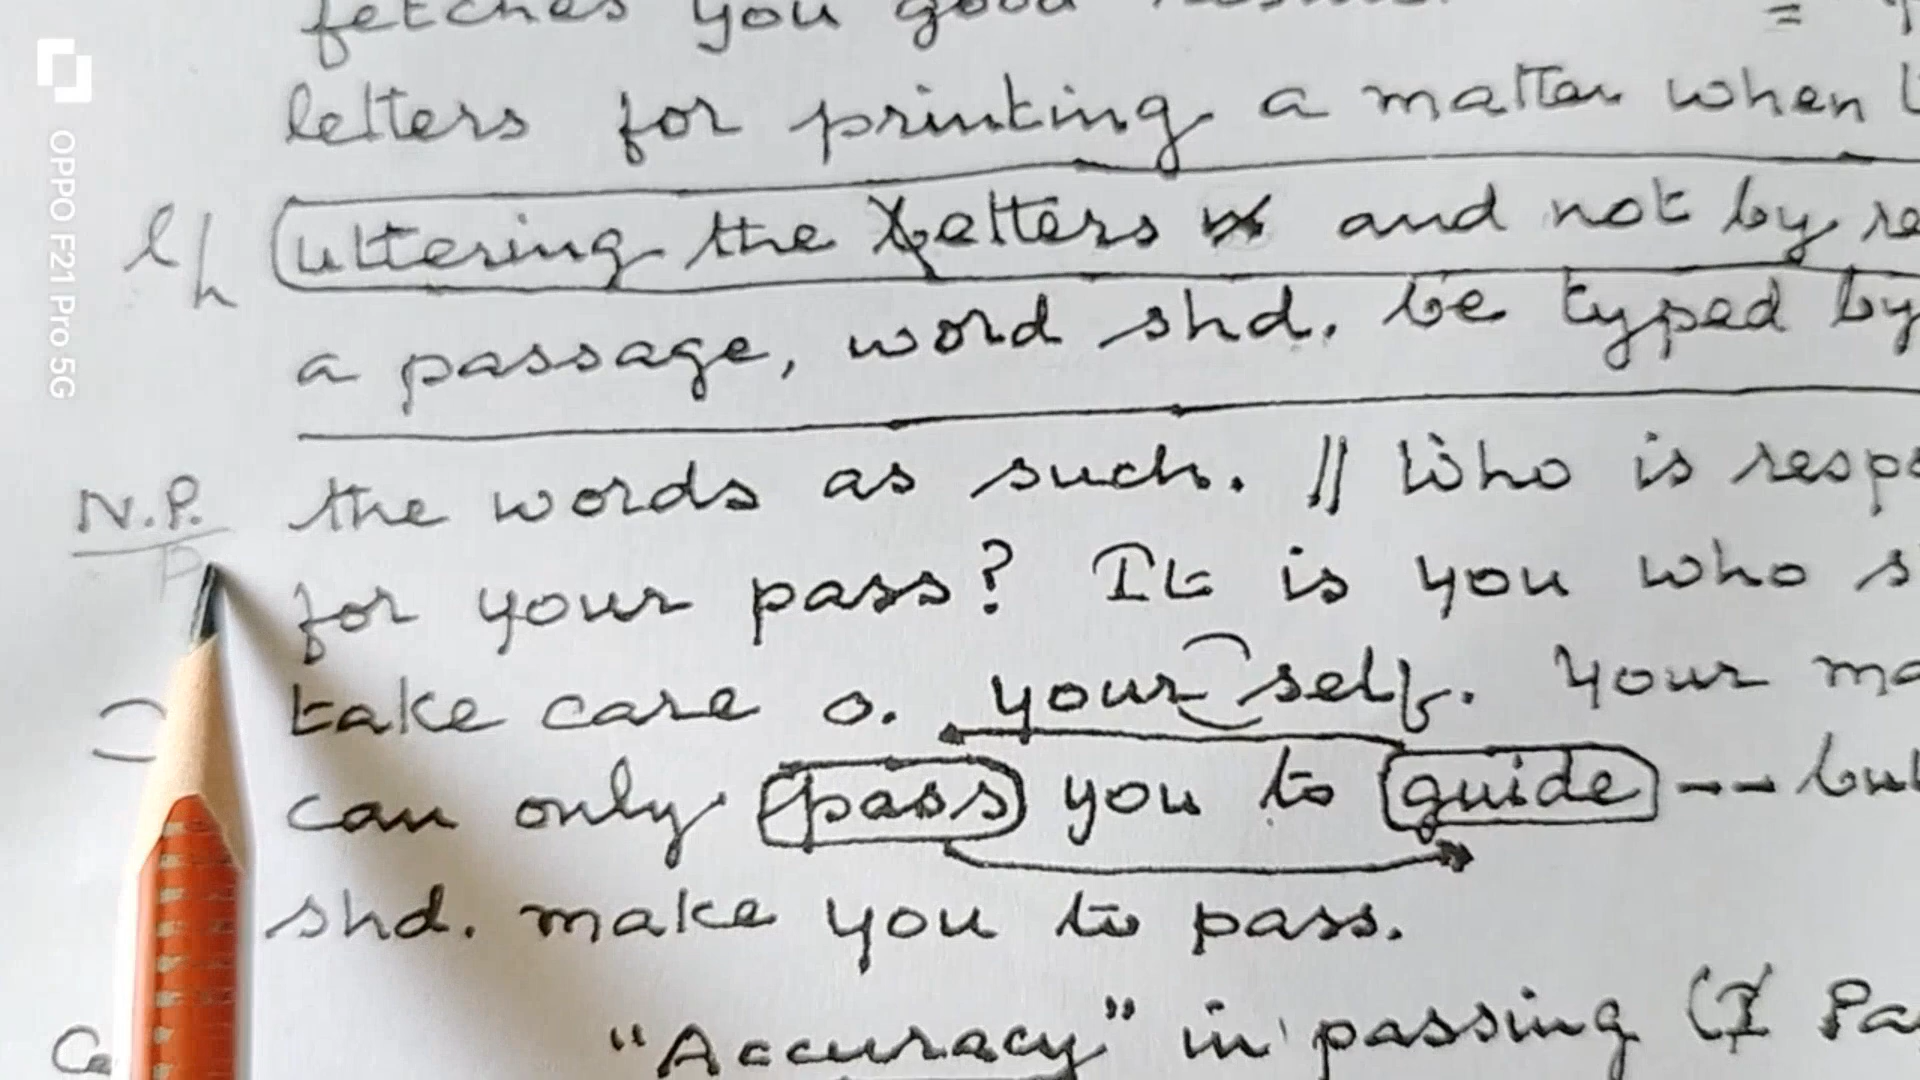 fetches you good
letters for printing a matter when
l/h uttering the letters and not by
a passage, word shd. be typed by
N.P. the words as such. // Who is
for your pass? It is you who
take care o. your self. Your
can only pass you to guide -- but
shd. make you to pass.
"Accuracy" in passing (I
OPPO F21 Pro 5G